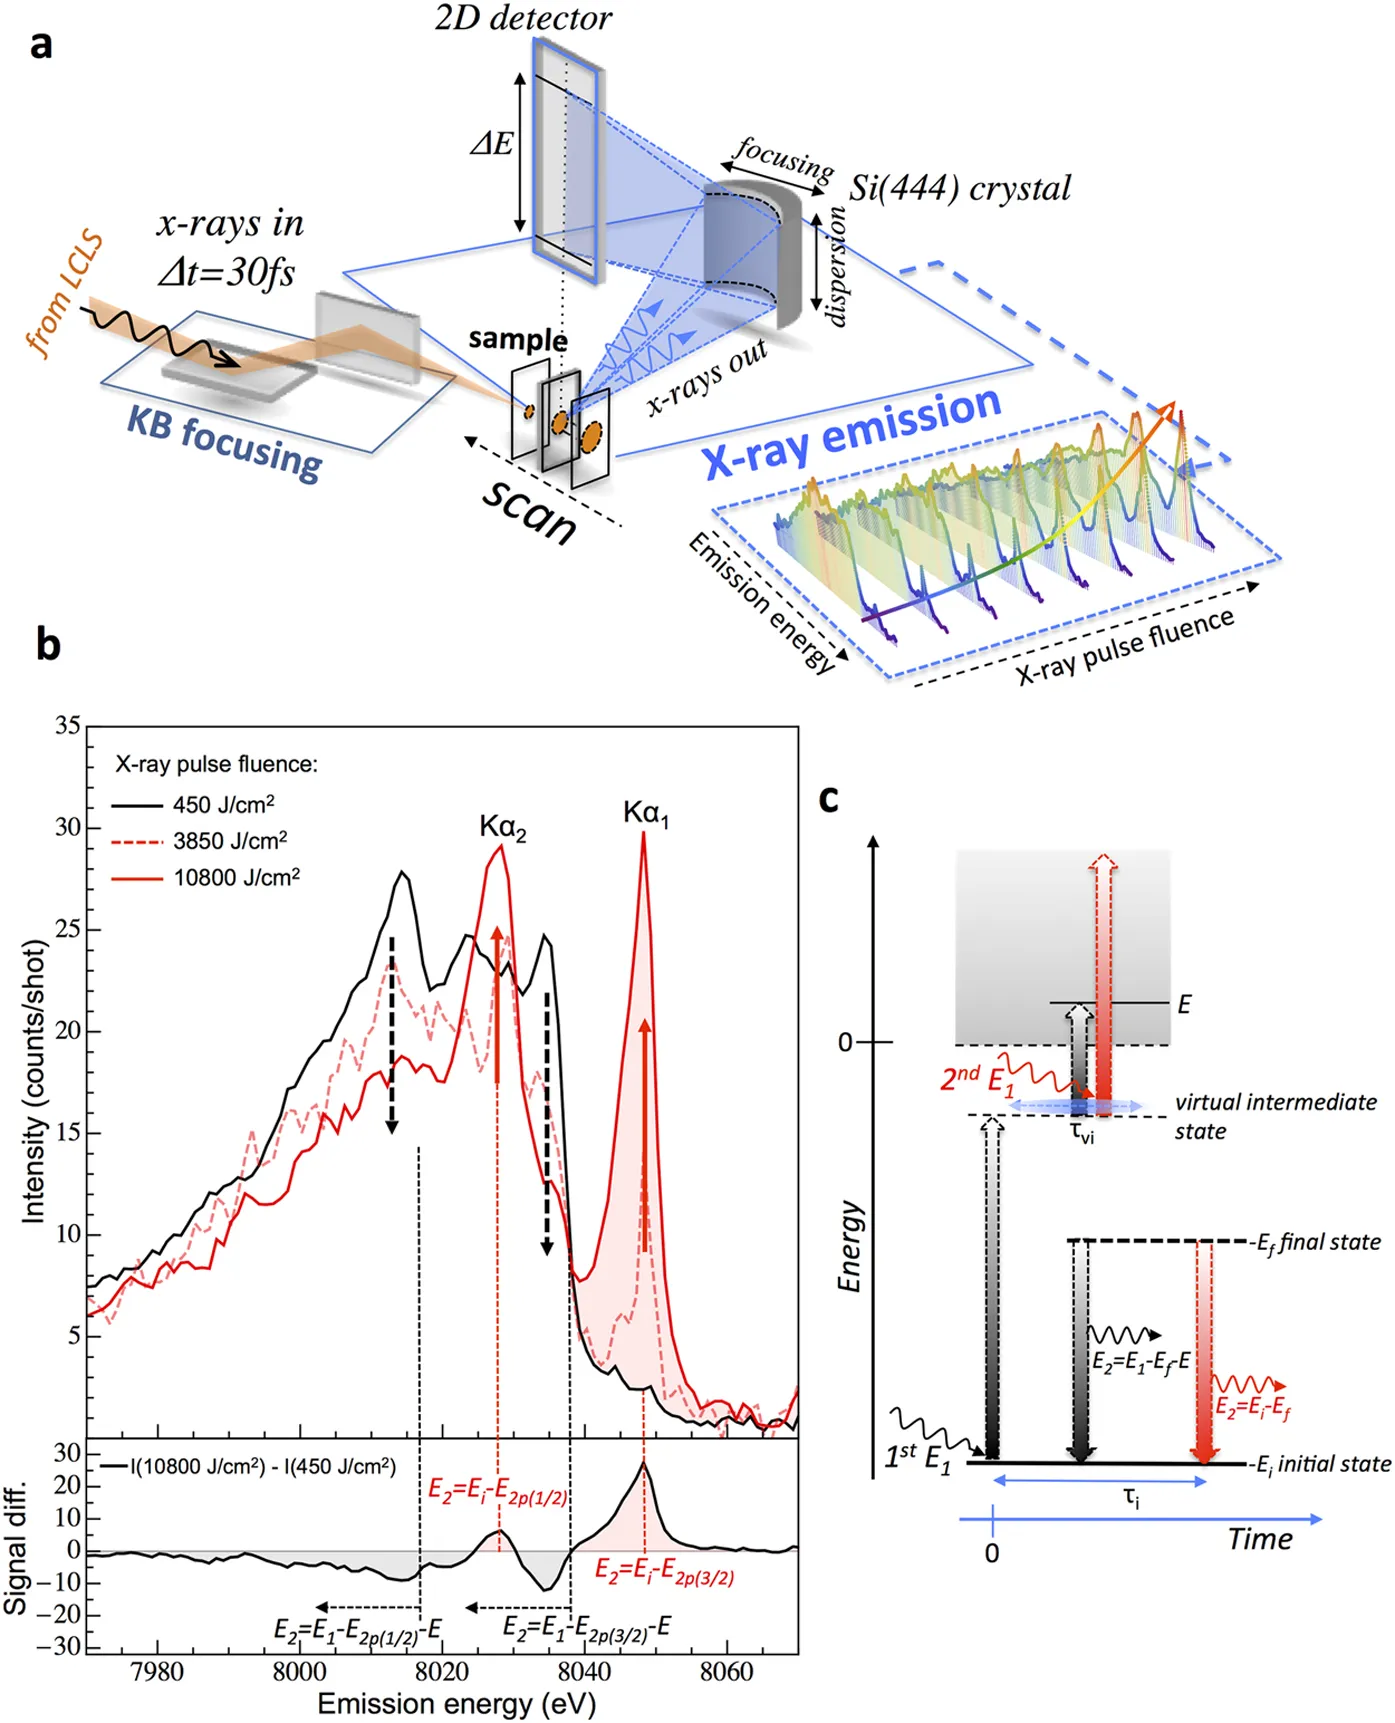 a
2D detector
ΔE
focusing
Si(444) crystal
dispersion
x-rays in
Δt=30fs
from LCLS
sample
x-rays out
KB focusing
scan
X-ray emission
Emission energy
X-ray pulse fluence
b
35
30
25
20
15
10
5
Intensity (counts/shot)
X-ray pulse fluence:
450 J/cm²
3850 J/cm²
10800 J/cm²
Kα₂
Kα₁
30
20
10
0
−10
−20
−30
Signal diff.
I(10800 J/cm²) - I(450 J/cm²)
E₂=Eᵢ-E2p(1/2)
E₂=Eᵢ-E2p(3/2)
E₂=E₁-E2p(1/2)-E
E₂=E₁-E2p(3/2)-E
7980
8000
8020
8040
8060
Emission energy (eV)
c
E
0
2nd E₁
virtual intermediate
state
τvi
Energy
-Ef final state
E₂=E₁-Ef-E
E₂=Eᵢ-Ef
1st E₁
-Eᵢ initial state
τᵢ
Time
0